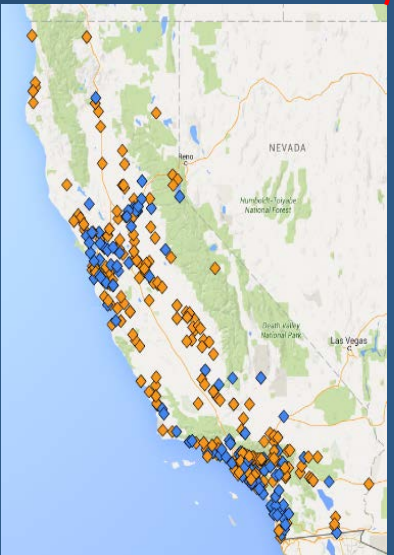 Reno
NEVADA
Humboldt-Toiyabe
National Forest
Death Valley
National Park
Las Vegas